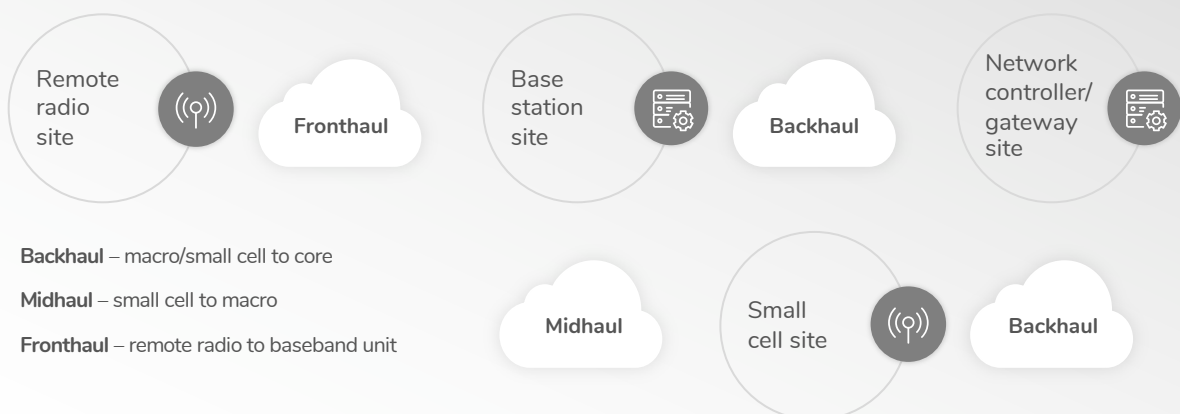 Remote
radio
site
Fronthaul
Base
station
site
Backhaul
Network
controller/
gateway
site
Backhaul – macro/small cell to core
Midhaul – small cell to macro
Fronthaul – remote radio to baseband unit
Midhaul
Small
cell site
Backhaul